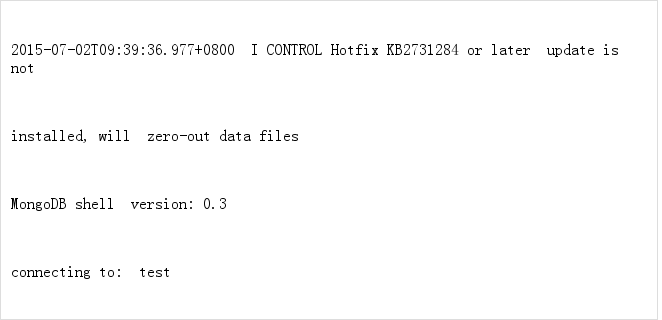 2015-07-02T09:39:36.977+0800  I CONTROL Hotfix KB2731284 or later  update is
not
installed, will  zero-out data files
MongoDB shell  version: 0.3
connecting to:  test